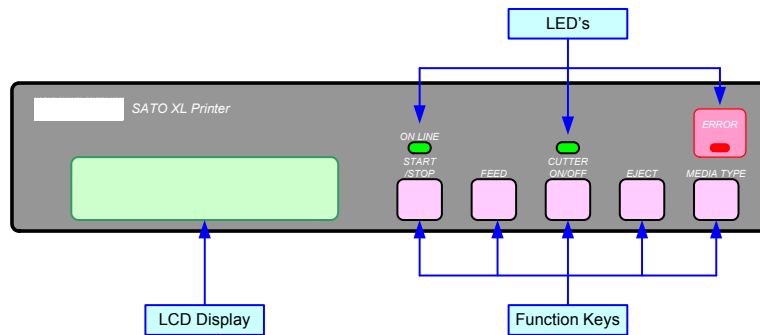 LED's
SATO XL Printer
ERROR
ON LINE
START
/STOP
FEED
CUTTER
ON/OFF
EJECT
MEDIA TYPE
LCD Display
Function Keys